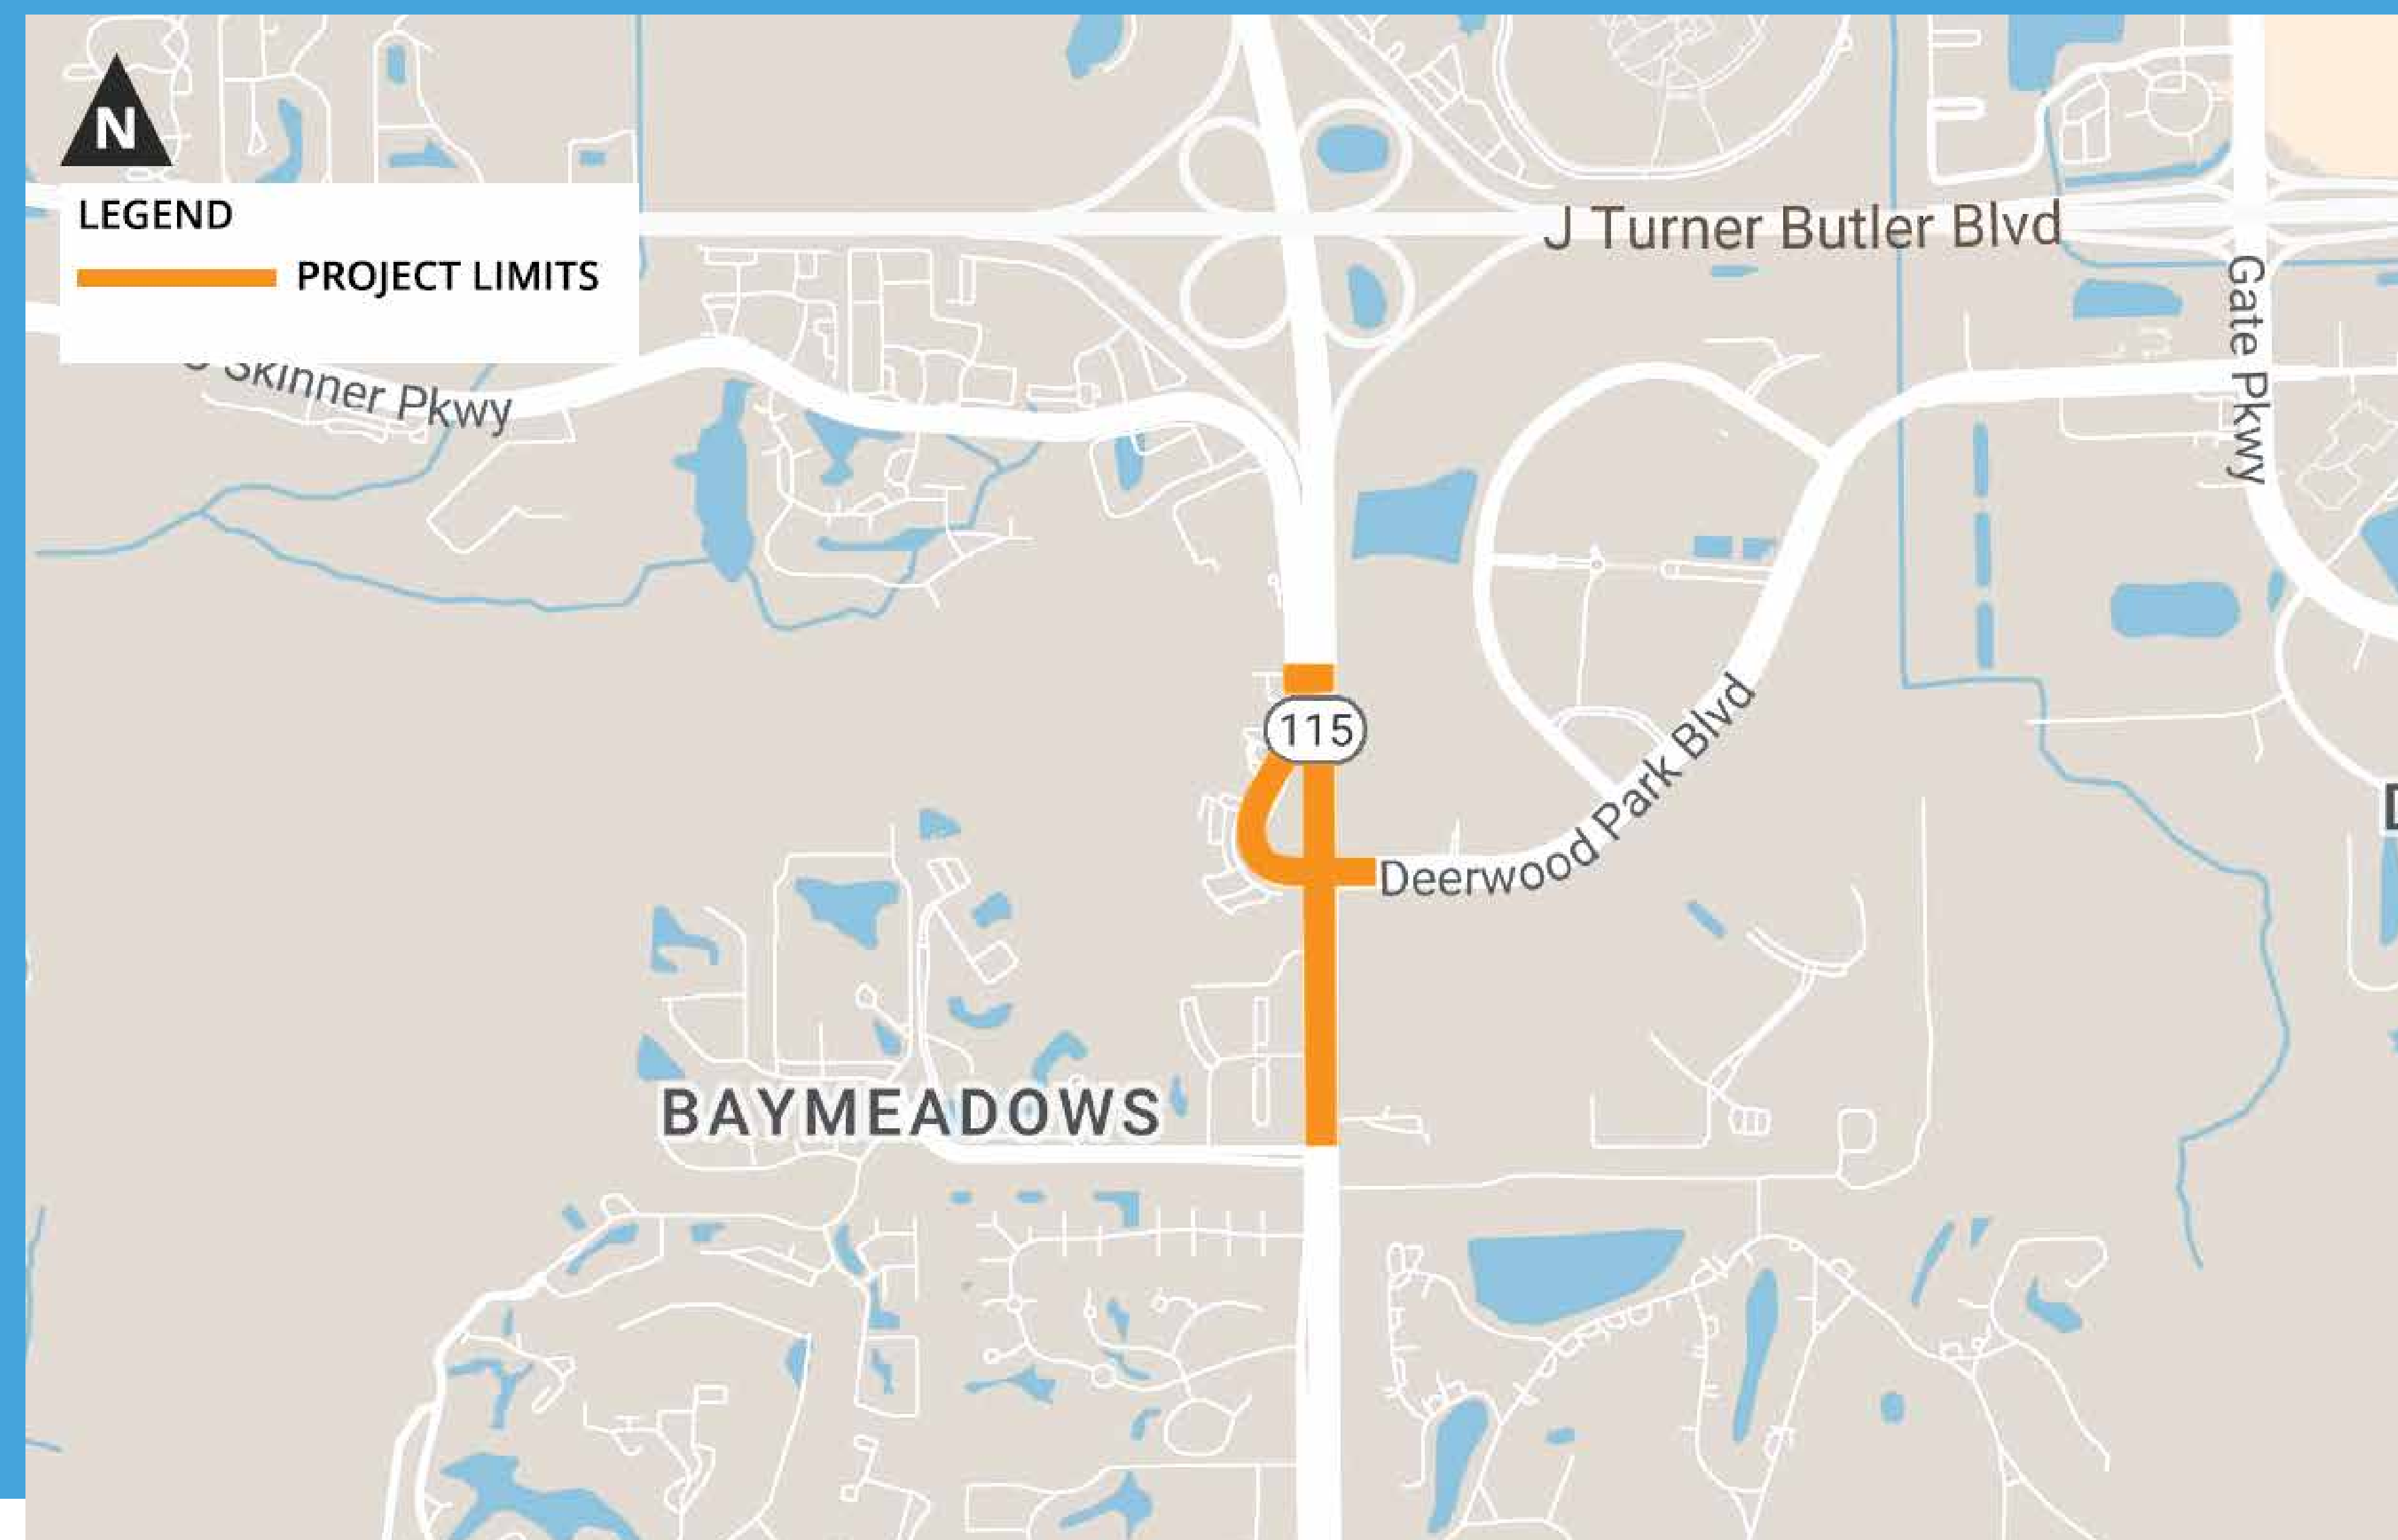 N
LEGEND
PROJECT LIMITS
J Turner Butler Blvd
Gate Pkwy
Skinner Pkwy
115
Deerwood Park Blvd
BAYMEADOWS